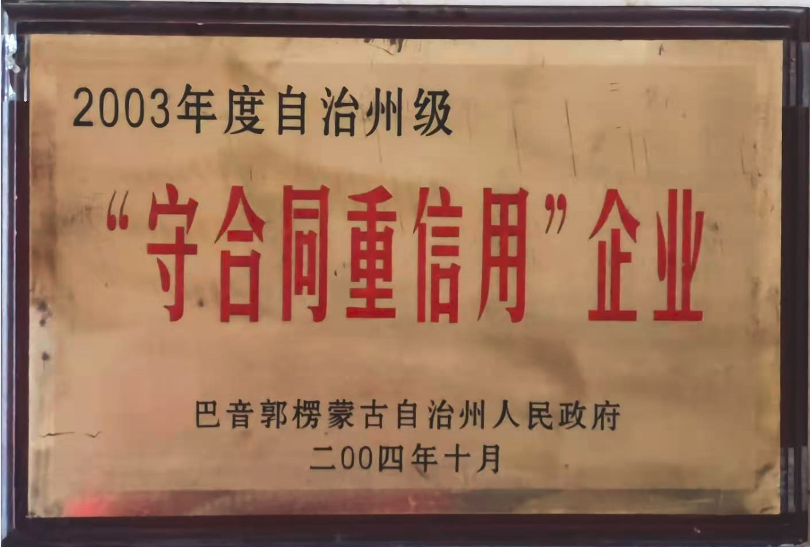 2003年度自治州级
“守合同重信用”企业
巴音郭楞蒙古自治州人民政府
二00四年十月